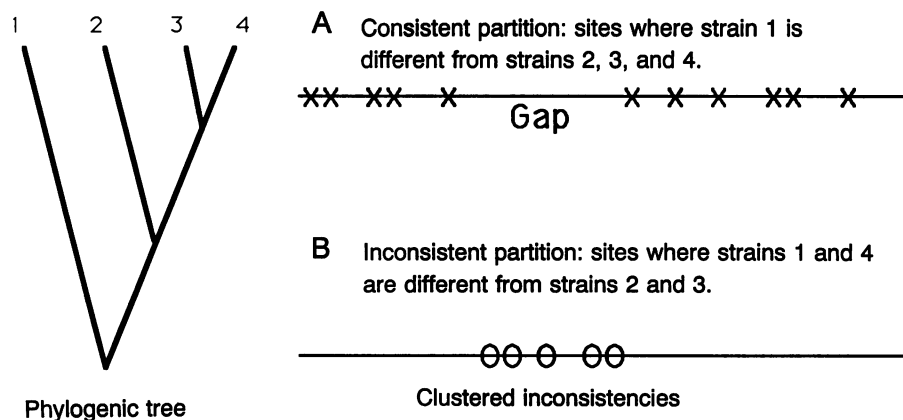 1 2 3 4
Phylogenic tree
A Consistent partition: sites where strain 1 is
different from strains 2, 3, and 4.
Gap
B Inconsistent partition: sites where strains 1 and 4
are different from strains 2 and 3.
Clustered inconsistencies